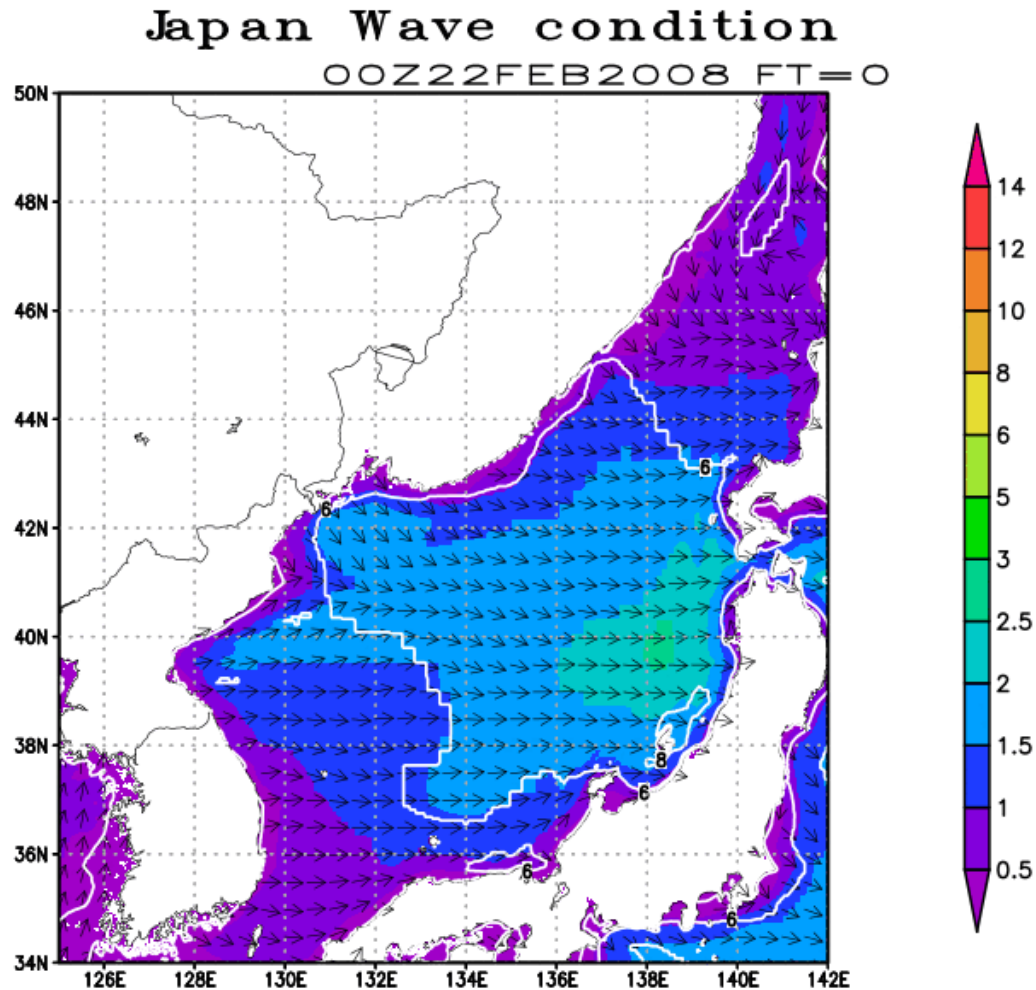 Japan Wave condition
00Z22FEB2008 FT=0
50N
48N
46N
44N
42N
40N
38N
36N
34N
126E 128E 130E 132E 134E 136E 138E 140E 142E
6
6
8
6
6
6
14
12
10
8
6
5
3
2.5
2
1.5
1
0.5